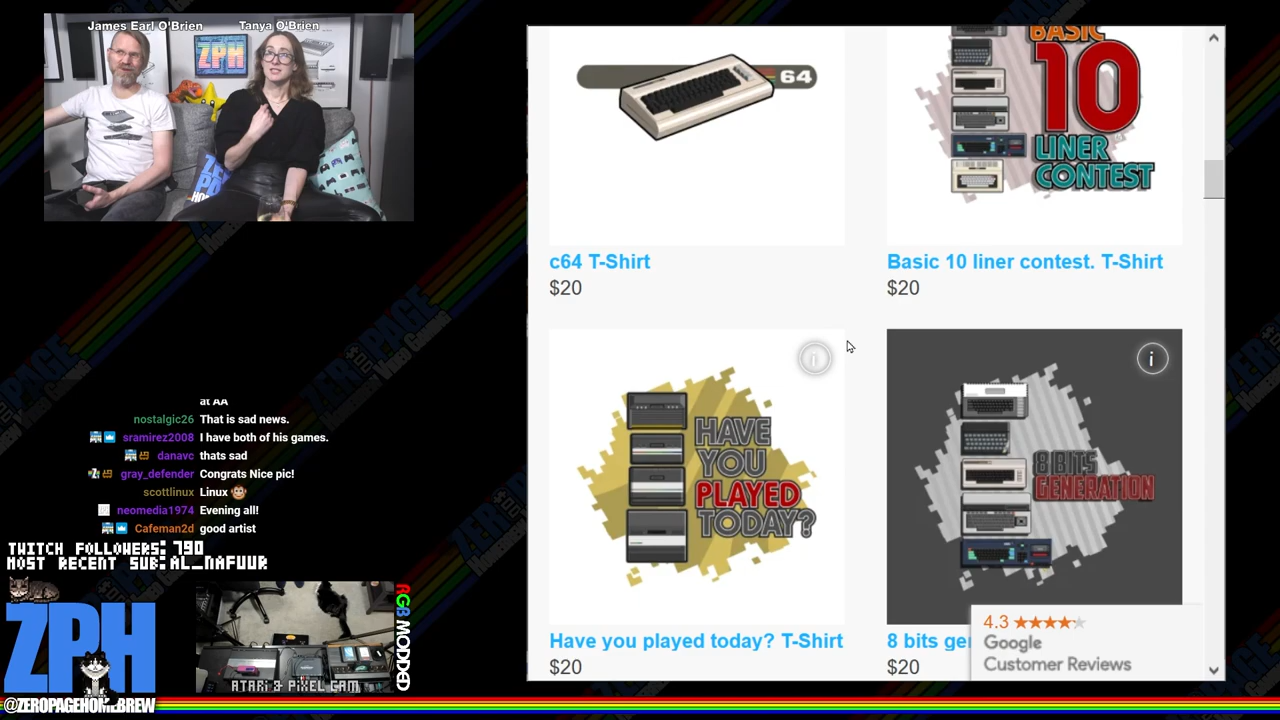 James Earl O'Brien
Tanya O'Brien
ZPH
64
BASIC
10
LINER
CONTEST
c64 T-Shirt
$20
Basic 10 liner contest. T-Shirt
$20
HAVE
YOU
PLAYED
TODAY?
i
8 BITS
GENERATION
i
Have you played today? T-Shirt
$20
8 bits ge
$20
4.3
Google
Customer Reviews
at AA
nostalgic26 That is sad news.
sramirez2008 I have both of his games.
danavc thats sad
gray_defender Congrats Nice pic!
scottlinux Linux
neomedia1974 Evening all!
Cafeman2d good artist
TWITCH FOLLOWERS: 790
MOST RECENT SUB: AL_NAFUUR
ZPH
RGB MODDED
ATARI & PIXEL CAM
@ZEROPAGEHOMEBREW